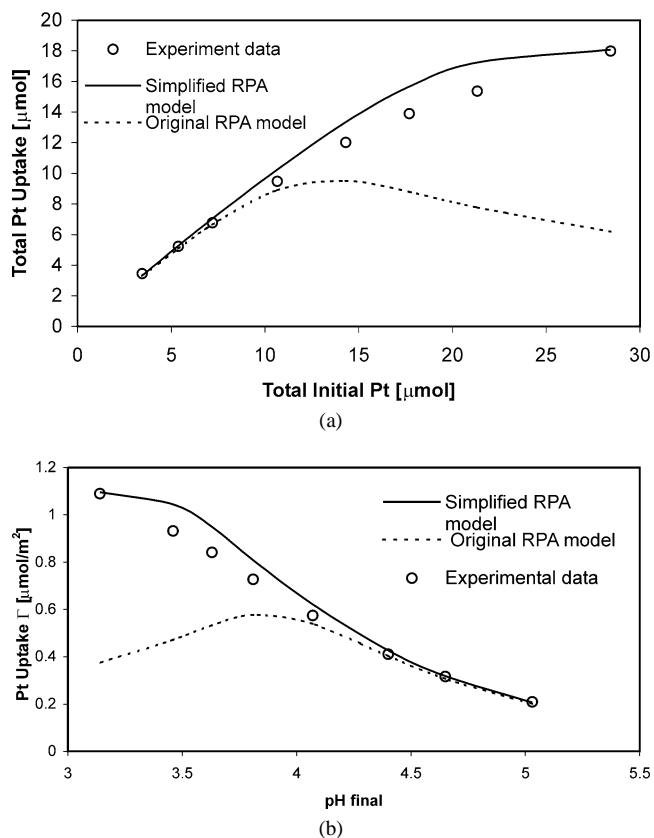 20
18
16
14
12
10
8
6
4
2
0
Total Pt Uptake [μmol]
Experiment data
Simplified RPA
model
Original RPA model
0 5 10 15 20 25 30
Total Initial Pt [μmol]
(a)
1.2
1
0.8
0.6
0.4
0.2
0
Pt Uptake Γ [μmol/m²]
Simplified RPA
model
Original RPA model
Experimental data
3 3.5 4 4.5 5 5.5
pH final
(b)